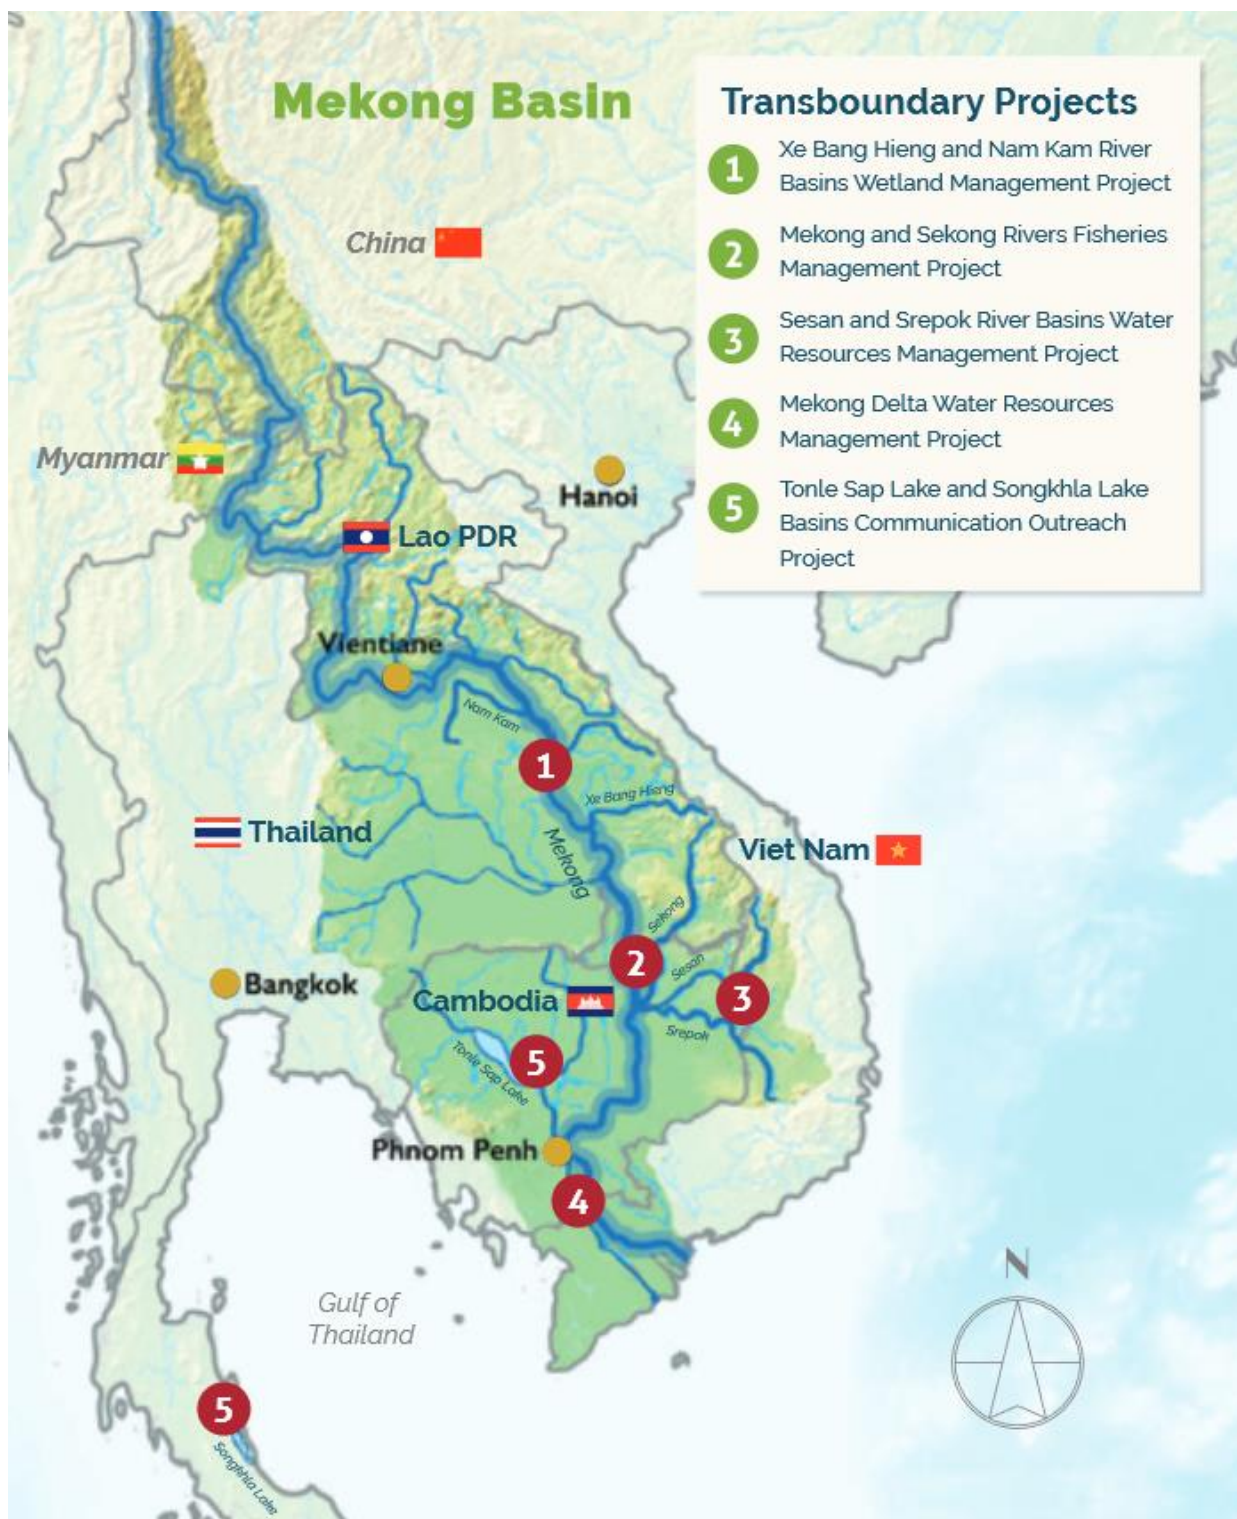 Mekong Basin
Transboundary Projects
1
Xe Bang Hieng and Nam Kam River
Basins Wetland Management Project
2
Mekong and Sekong Rivers Fisheries
Management Project
3
Sesan and Srepok River Basins Water
Resources Management Project
4
Mekong Delta Water Resources
Management Project
5
Tonle Sap Lake and Songkhla Lake
Basins Communication Outreach
Project
China
Myanmar
Hanoi
Lao PDR
Vientiane
Nam Kam
1
Xe Bang Hieng
Thailand
Mekong
Viet Nam
Sekong
2
Sesan
Bangkok
Cambodia
3
Srepok
Tonle Sap Lake
5
Phnom Penh
4
Gulf of
Thailand
N
5
Songkhla Lake